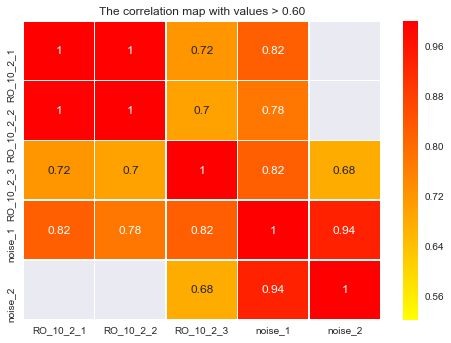 The correlation map with values > 0.60
RO_10_2_1 1 1 0.72 0.82
RO_10_2_2 1 1 0.7 0.78
RO_10_2_3 0.72 0.7 1 0.82 0.68
noise_1 0.82 0.78 0.82 1 0.94
noise_2 0.68 0.94 1
RO_10_2_1 RO_10_2_2 RO_10_2_3 noise_1 noise_2
0.96
0.88
0.80
0.72
0.64
0.56